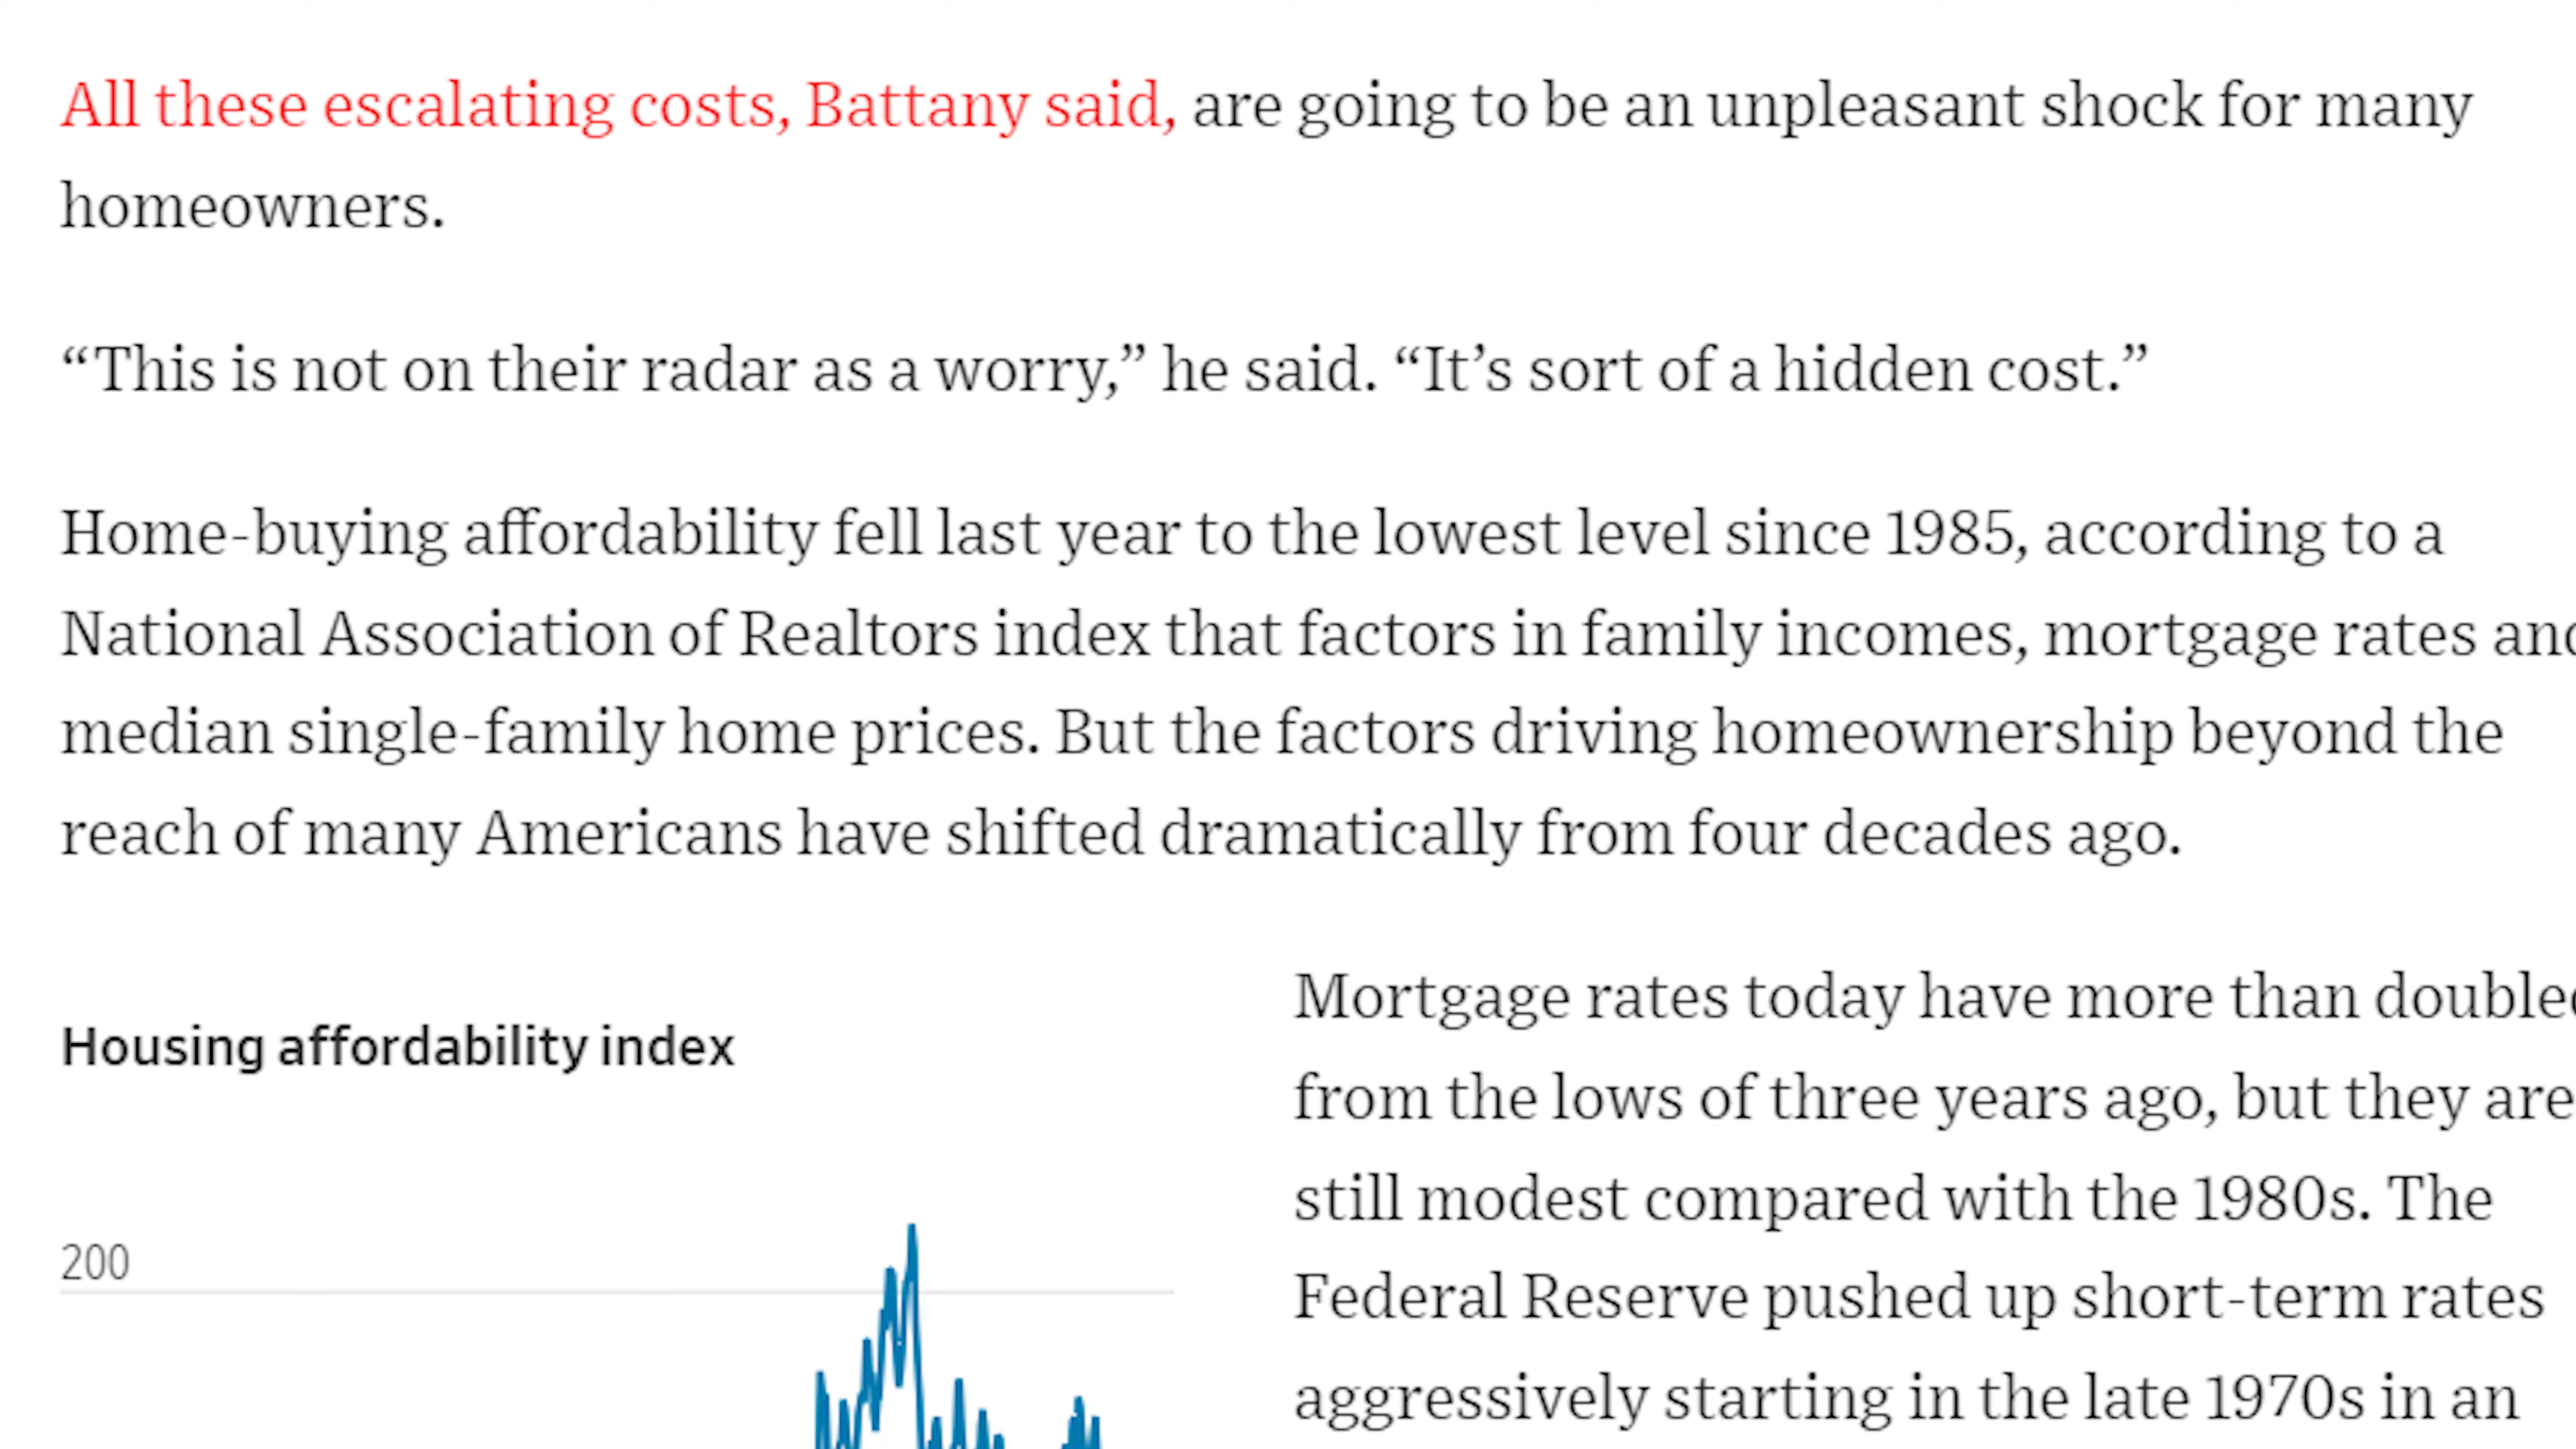 All these escalating costs, Battany said, are going to be an unpleasant shock for many
homeowners.
“This is not on their radar as a worry,” he said. “It’s sort of a hidden cost.”
Home-buying affordability fell last year to the lowest level since 1985, according to a
National Association of Realtors index that factors in family incomes, mortgage rates and
median single-family home prices. But the factors driving homeownership beyond the
reach of many Americans have shifted dramatically from four decades ago.
Housing affordability index
200
Mortgage rates today have more than doubled
from the lows of three years ago, but they are
still modest compared with the 1980s. The
Federal Reserve pushed up short-term rates
aggressively starting in the late 1970s in an